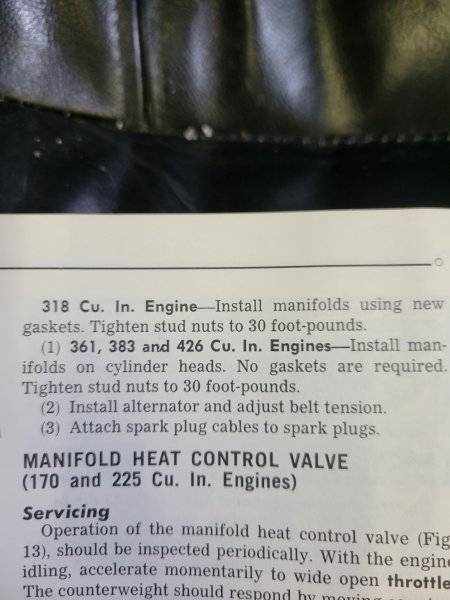 318 Cu. In. Engine—Install manifolds using new
gaskets. Tighten stud nuts to 30 foot-pounds.
(1) 361, 383 and 426 Cu. In. Engines—Install man-
ifolds on cylinder heads. No gaskets are required.
Tighten stud nuts to 30 foot-pounds.
(2) Install alternator and adjust belt tension.
(3) Attach spark plug cables to spark plugs.
MANIFOLD HEAT CONTROL VALVE
(170 and 225 Cu. In. Engines)
Servicing
Operation of the manifold heat control valve (Fig.
13), should be inspected periodically. With the engine
idling, accelerate momentarily to wide open throttle.
The counterweight should respond by moving